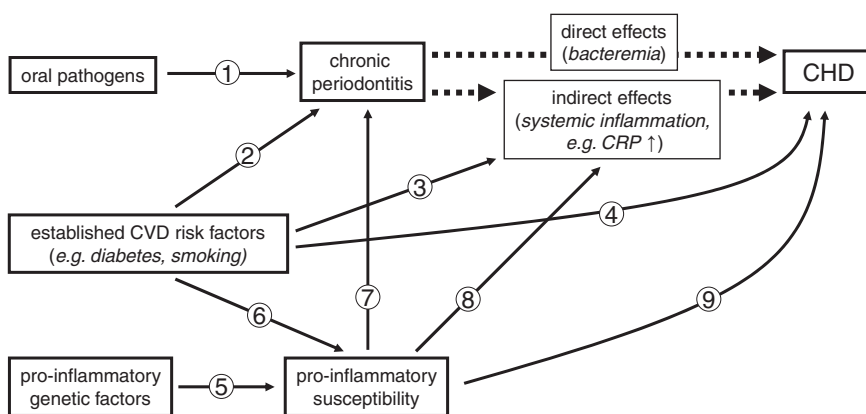 oral pathogens
①
chronic
periodontitis
direct effects
(bacteremia)
CHD
indirect effects
(systemic inflammation,
e.g. CRP ↑)
②
③
④
established CVD risk factors
(e.g. diabetes, smoking)
⑥
⑦
⑧
⑨
pro-inflammatory
genetic factors
⑤
pro-inflammatory
susceptibility